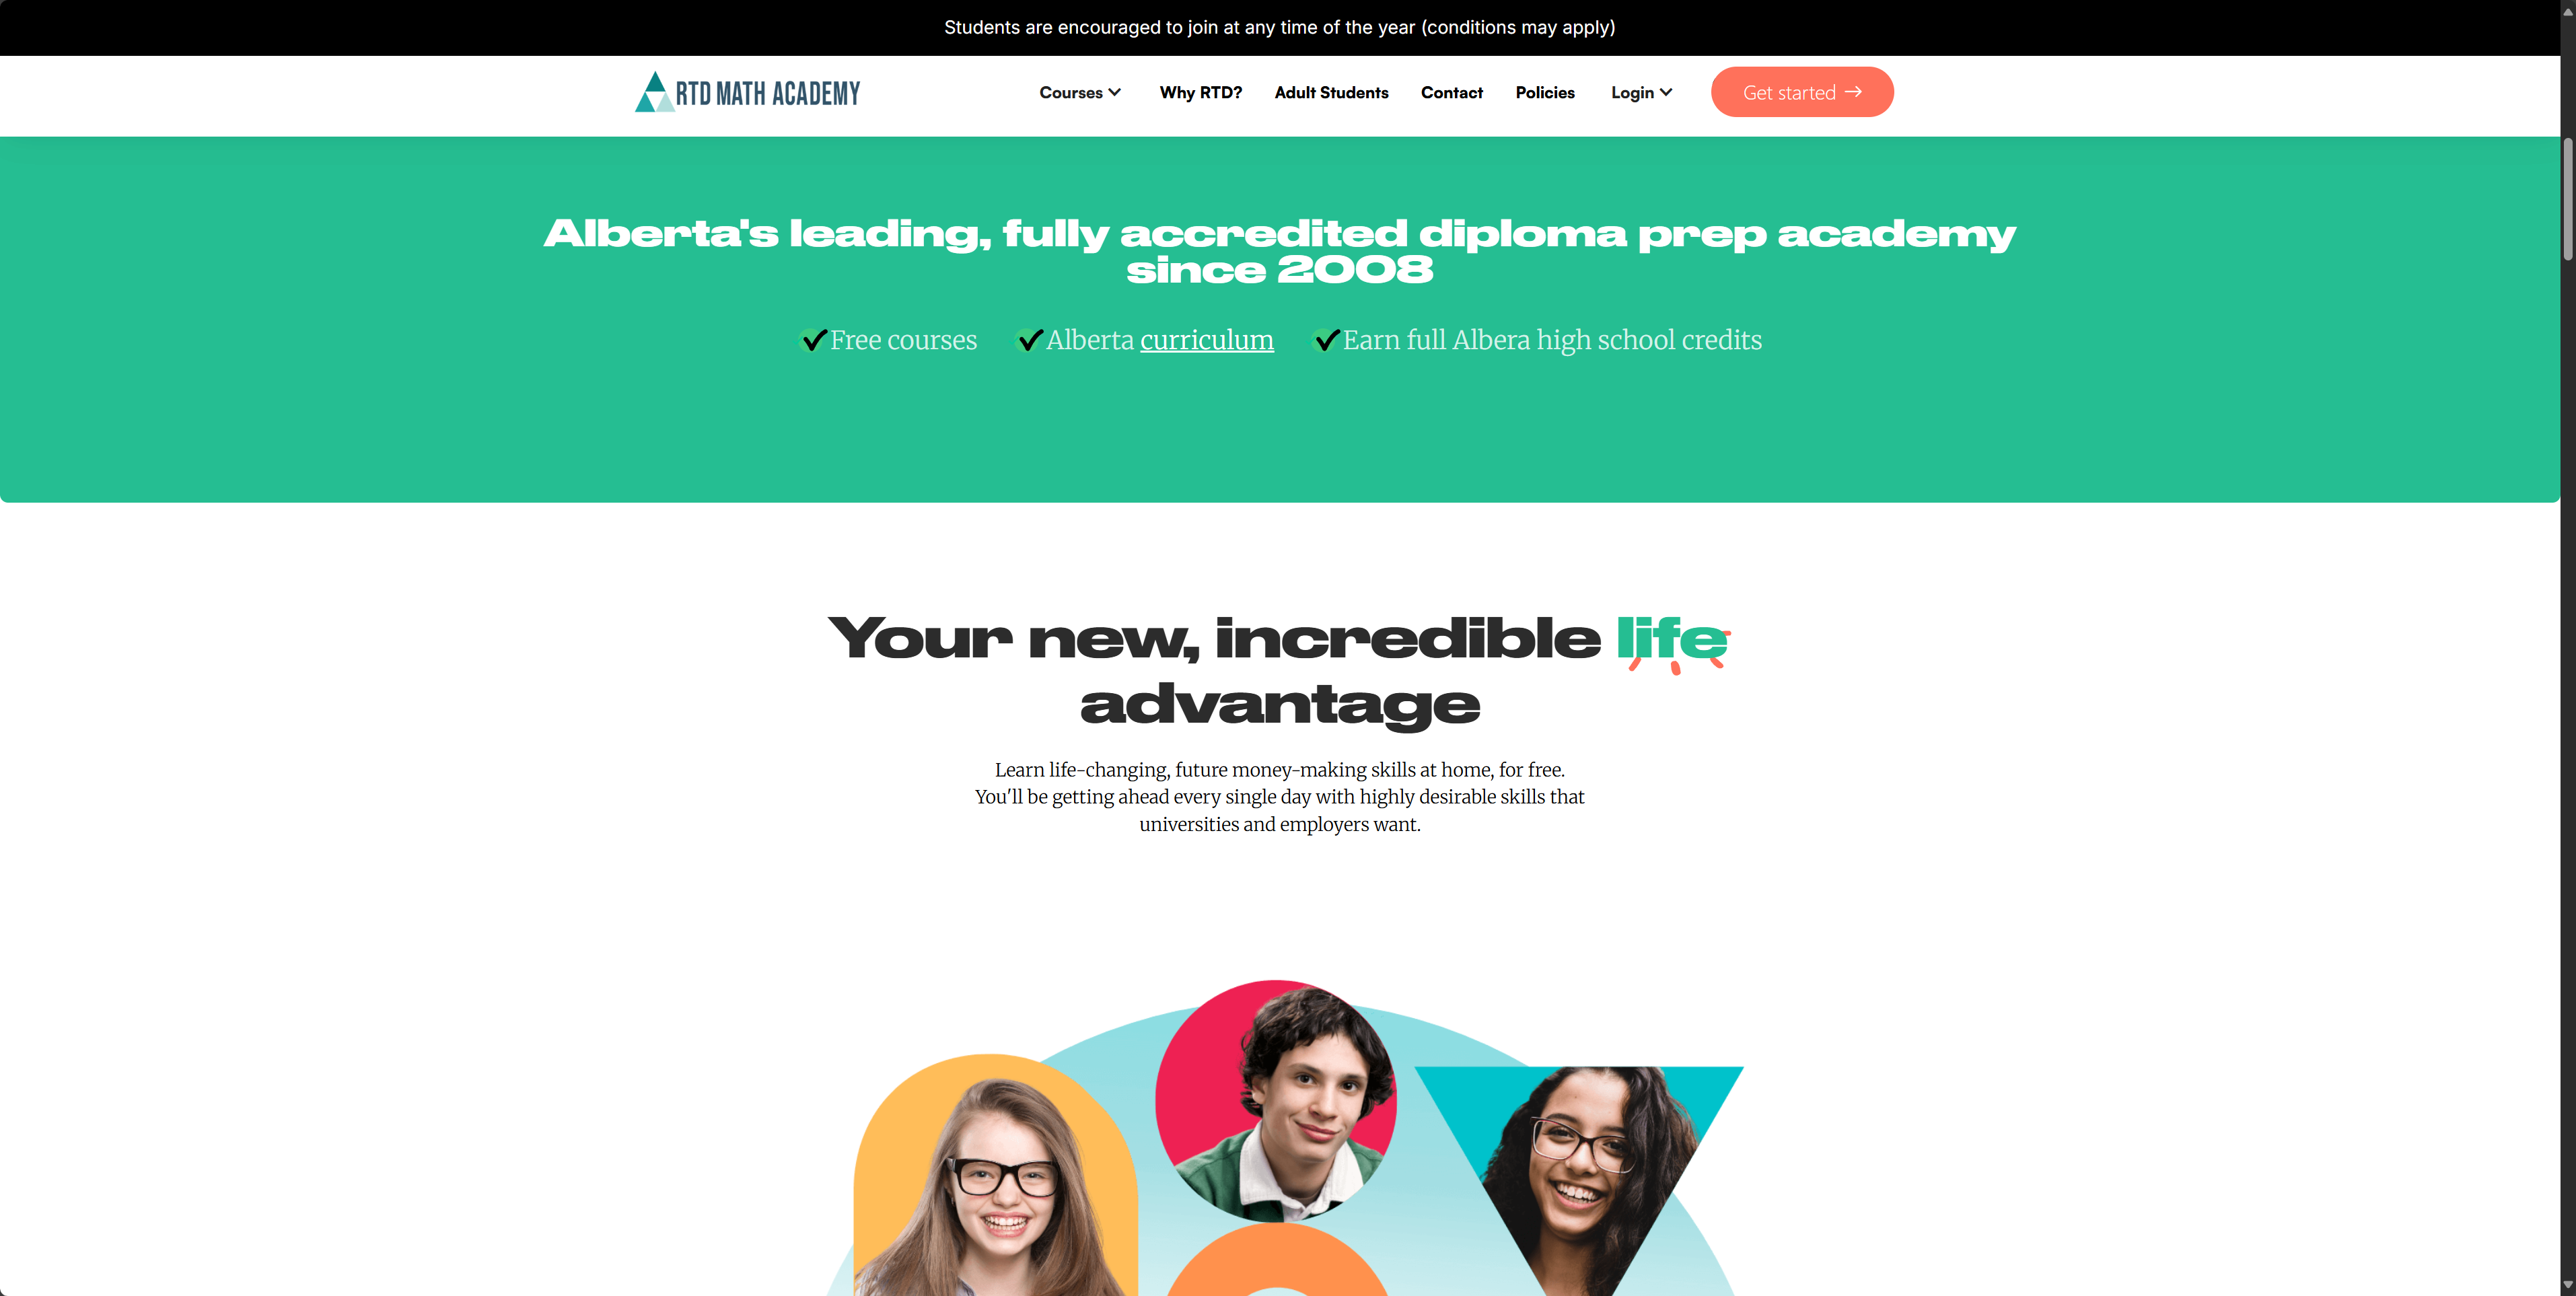 Students are encouraged to join at any time of the year (conditions may apply)
RTD MATH ACADEMY
Courses Why RTD? Adult Students Contact Policies Login Get started →
Alberta's leading, fully accredited diploma prep academy
since 2008
Free courses Alberta curriculum Earn full Albera high school credits
Your new, incredible life
advantage
Learn life-changing, future money-making skills at home, for free.
You'll be getting ahead every single day with highly desirable skills that
universities and employers want.